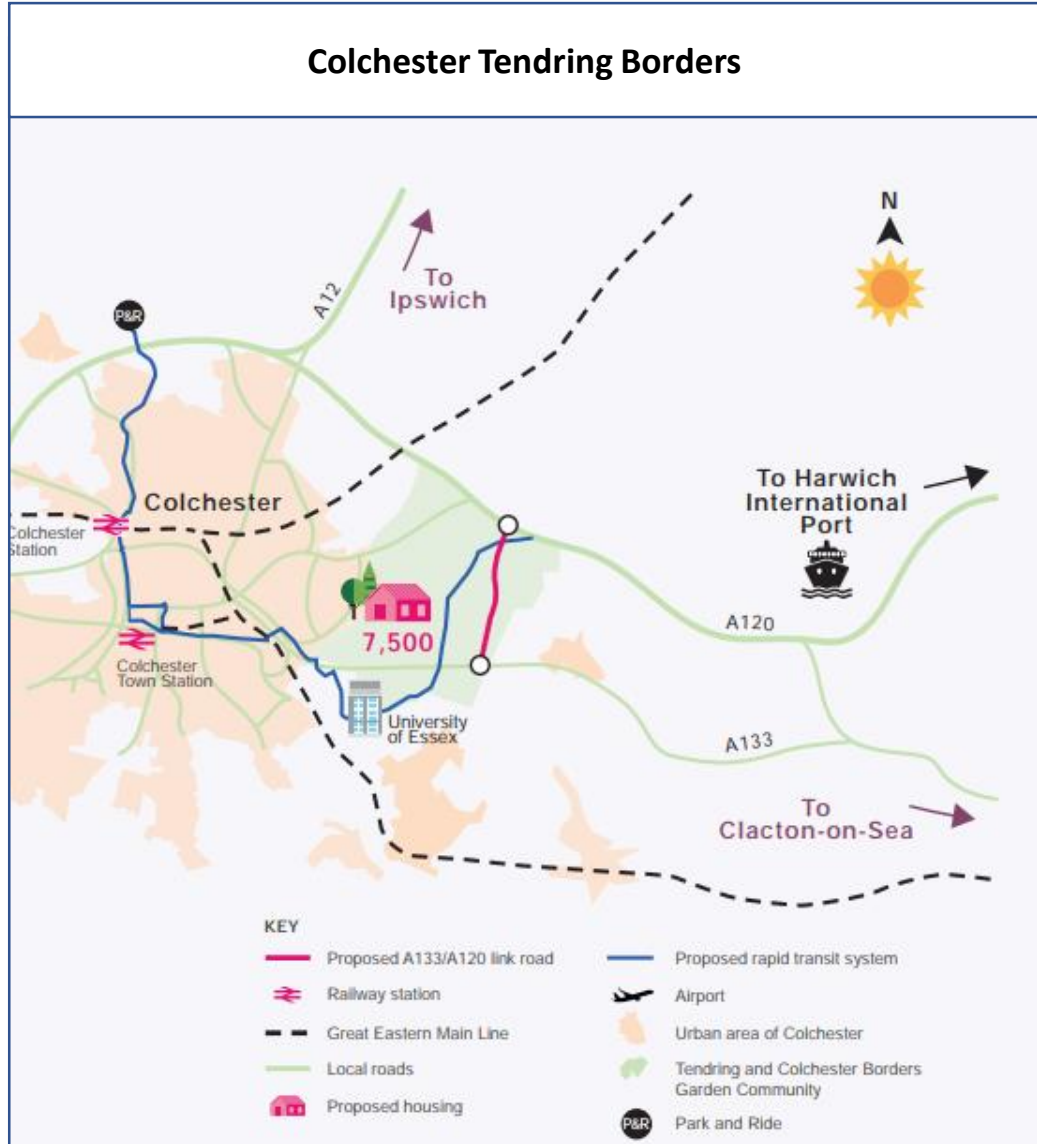 Colchester Tendring Borders
N
To
Ipswich
A12
P&R
Colchester
Colchester
Station
To Harwich
International
Port
7,500
A120
Colchester
Town Station
University
of Essex
A133
To
Clacton-on-Sea
KEY
Proposed A133/A120 link road
Railway station
Great Eastern Main Line
Local roads
Proposed housing
Proposed rapid transit system
Airport
Urban area of Colchester
Tendring and Colchester Borders
Garden Community
P&R
Park and Ride